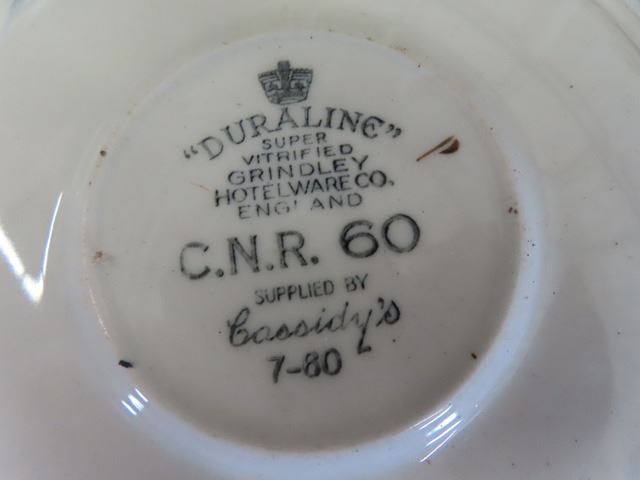 "DURALINE"
SUPER
VITRIFIED
GRINDLEY
HOTELWARE CO.
ENGLAND
C.N.R. 60
SUPPLIED BY
Cassidy's
7-60